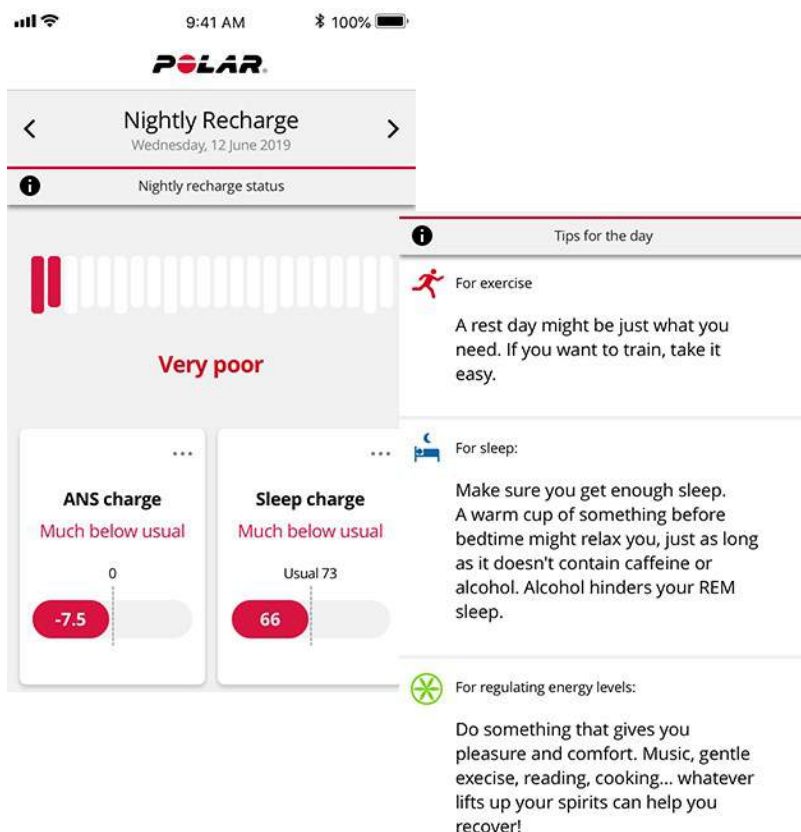 9:41 AM 100%
POLAR.
Nightly Recharge
Wednesday, 12 June 2019
Nightly recharge status
Very poor
ANS charge
Much below usual
0
-7.5
Sleep charge
Much below usual
Usual 73
66
Tips for the day
For exercise
A rest day might be just what you
need. If you want to train, take it
easy.
For sleep:
Make sure you get enough sleep.
A warm cup of something before
bedtime might relax you, just as long
as it doesn't contain caffeine or
alcohol. Alcohol hinders your REM
sleep.
For regulating energy levels:
Do something that gives you
pleasure and comfort. Music, gentle
execise, reading, cooking... whatever
lifts up your spirits can help you
recover!